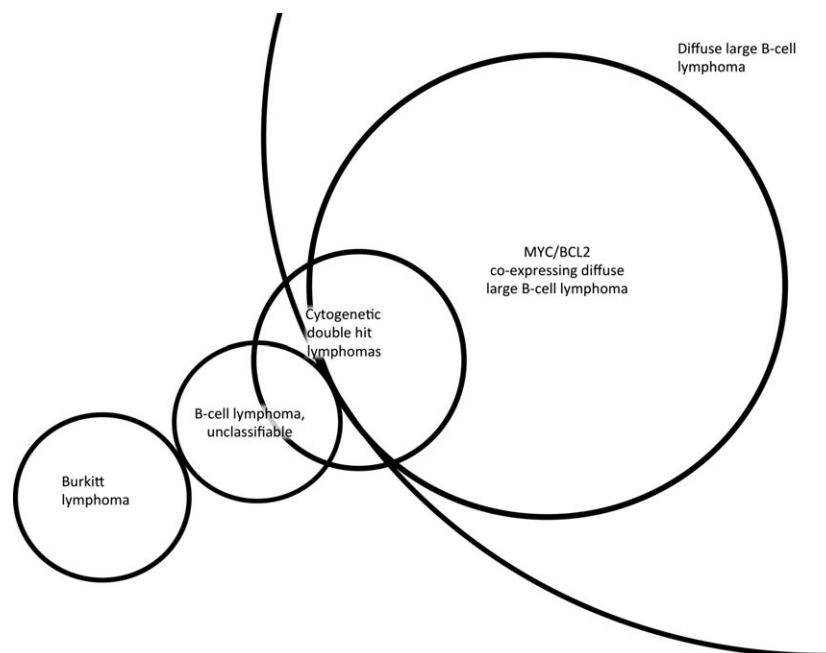 Diffuse large B-cell
lymphoma
MYC/BCL2
co-expressing diffuse
large B-cell lymphoma
Cytogenetic
double hit
lymphomas
B-cell lymphoma,
unclassifiable
Burkitt
lymphoma